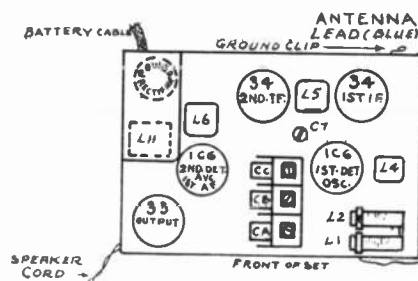 ANTENNA
LEAD (BLUE)
BATTERY CABLE
GROUND CLIP
RECTIF
34
2ND.I.F.
L5
34
1ST I.F.
L6
C7
L11
1C6
2ND.DET.
AVC
1ST A.F.
CC
1C6
1ST.DET.
OSC.
L4
CB
33
OUTPUT
CA
L2
L1
SPEAKER
CORD
FRONT OF SET